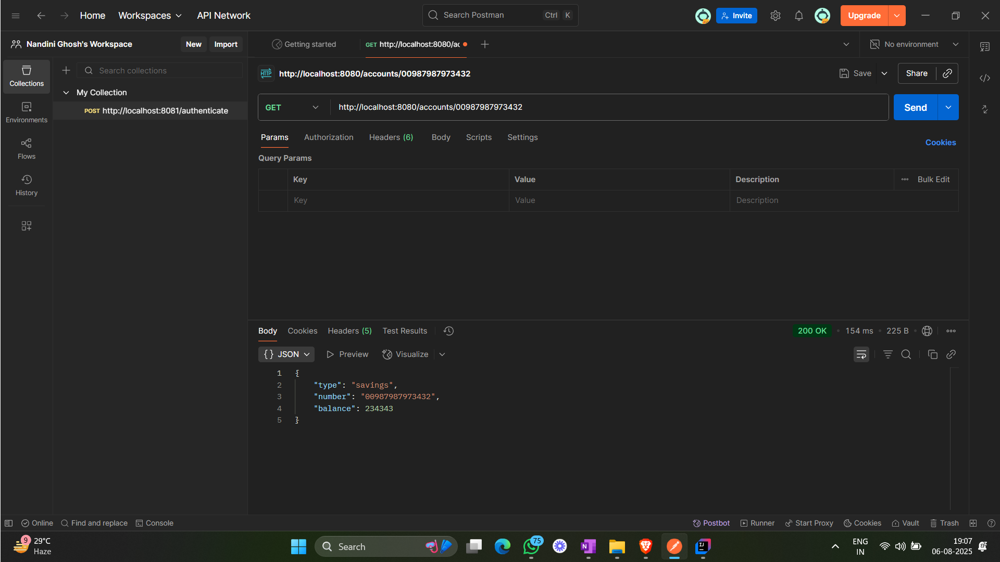 Home
Workspaces
API Network
Search Postman
Ctrl
K
Invite
Upgrade
Nandini Ghosh's Workspace
New
Import
Getting started
GET http://localhost:8080/ac
No environment
Collections
Search collections
My Collection
POST http://localhost:8081/authenticate
Environments
Flows
History
HTTP
http://localhost:8080/accounts/00987987973432
Save
Share
GET
http://localhost:8080/accounts/00987987973432
Send
Params
Authorization
Headers (6)
Body
Scripts
Settings
Cookies
Query Params
Key
Value
Description
Bulk Edit
Key
Value
Description
Body
Cookies
Headers (5)
Test Results
200 OK
154 ms
225 B
{} JSON
Preview
Visualize
1 {
2 "type": "savings",
3 "number": "00987987973432",
4 "balance": 234343
5 }
Online
Find and replace
Console
Postbot
Runner
Start Proxy
Cookies
Vault
Trash
9
29°C
Haze
Search
75
N
IJ
ENG
IN
19:07
06-08-2025